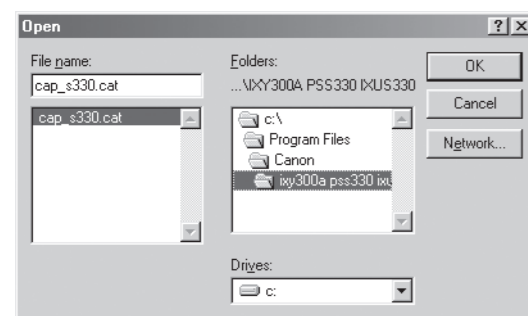 Open
File name:
cap_s330.cat
cap_s330.cat
Folders:
...\IXY300A PSS330 IXUS330
c:\
Program Files
Canon
ixy300a pss330 ixu
Drives:
c:
OK
Cancel
Network...